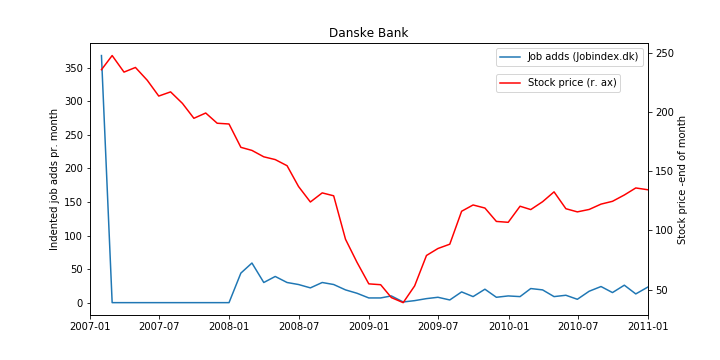 Danske Bank
Job adds (Jobindex.dk)
Stock price (r. ax)
Indented job adds pr. month
350
300
250
200
150
100
50
0
250
200
150
100
50
Stock price -end of month
2007-01 2007-07 2008-01 2008-07 2009-01 2009-07 2010-01 2010-07 2011-01